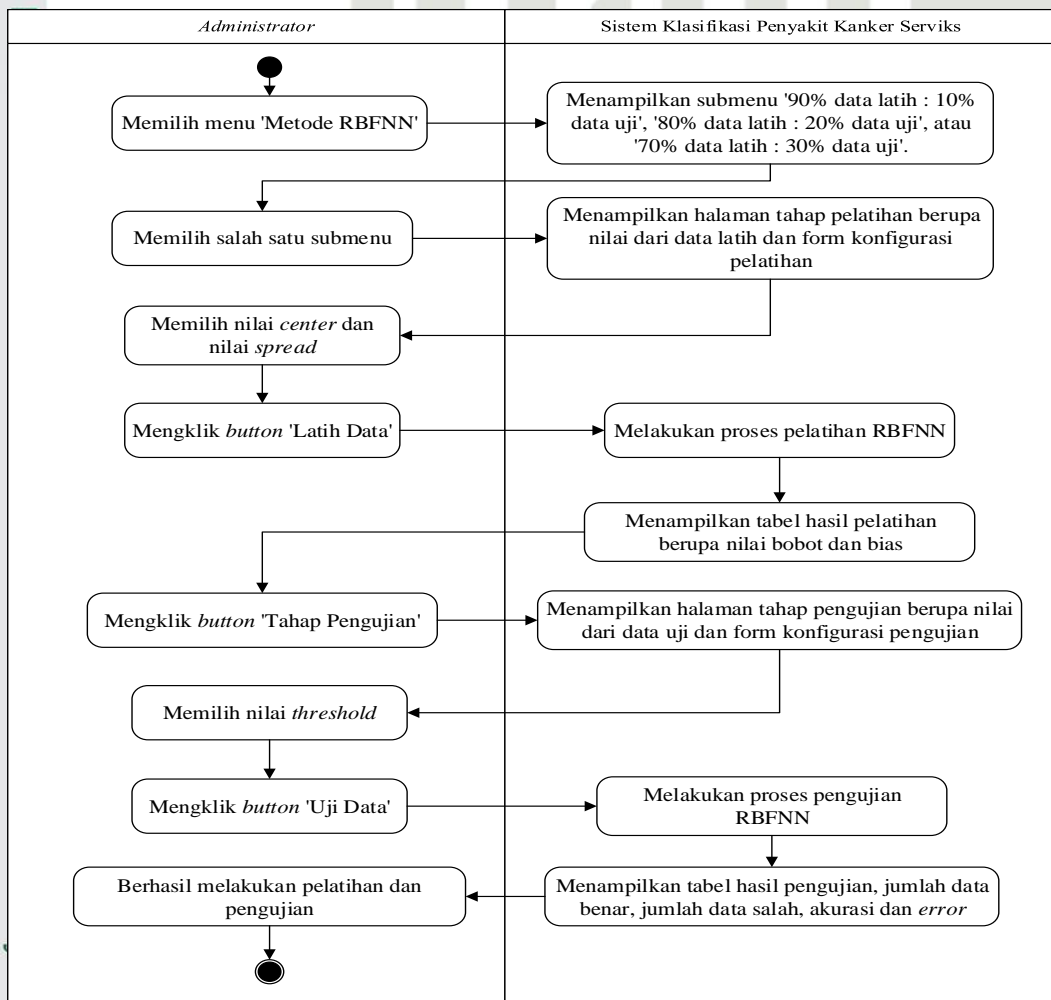 Administrator
Sistem Klasifikasi Penyakit Kanker Serviks
Memilih menu 'Metode RBFNN'
Menampilkan submenu '90% data latih : 10%
data uji', '80% data latih : 20% data uji', atau
'70% data latih : 30% data uji'.
Memilih salah satu submenu
Menampilkan halaman tahap pelatihan berupa
nilai dari data latih dan form konfigurasi
pelatihan
Memilih nilai center dan
nilai spread
Mengklik button 'Latih Data'
Melakukan proses pelatihan RBFNN
Menampilkan tabel hasil pelatihan
berupa nilai bobot dan bias
Mengklik button 'Tahap Pengujian'
Menampilkan halaman tahap pengujian berupa nilai
dari data uji dan form konfigurasi pengujian
Memilih nilai threshold
Mengklik button 'Uji Data'
Melakukan proses pengujian
RBFNN
Menampilkan tabel hasil pengujian, jumlah data
benar, jumlah data salah, akurasi dan error
Berhasil melakukan pelatihan dan
pengujian